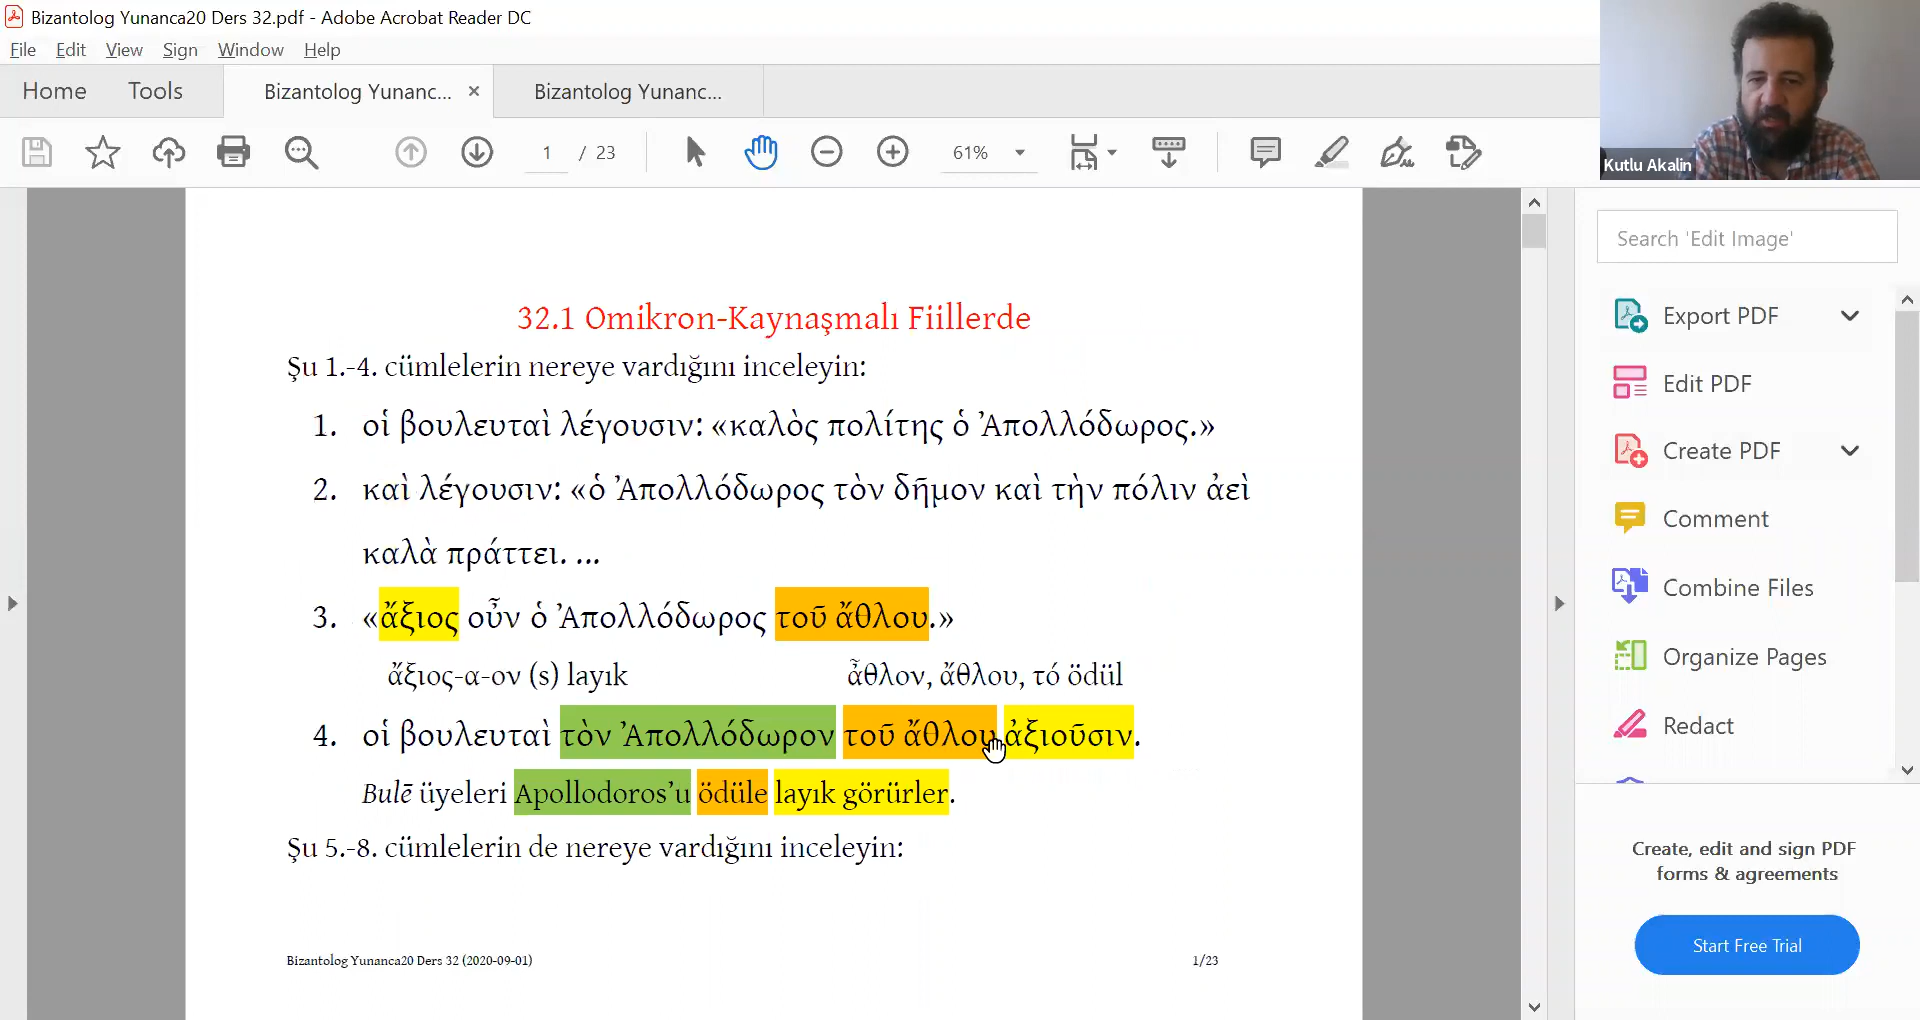 Bizantolog Yunanca20 Ders 32.pdf - Adobe Acrobat Reader DC
File Edit View Sign Window Help
Home Tools Bizantolog Yunanc... × Bizantolog Yunanc...
1 / 23 61%
Kutlu Akalin
32.1 Omikron-Kaynaşmalı Fiillerde
Şu 1.-4. cümlelerin nereye vardığını inceleyin:
1. οἱ βουλευταὶ λέγουσιν: «καλὸς πολίτης ὁ Ἀπολλόδωρος.»
2. καὶ λέγουσιν: «ὁ Ἀπολλόδωρος τὸν δῆμον καὶ τὴν πόλιν ἀεὶ
καλὰ πράττει. ...
3. «ἄξιος οὖν ὁ Ἀπολλόδωρος τοῦ ἄθλου.»
ἄξιος-α-ον (s) layık ἆθλον, ἄθλου, τό ödül
4. οἱ βουλευταὶ τὸν Ἀπολλόδωρον τοῦ ἄθλου ἀξιοῦσιν.
Bulē üyeleri Apollodoros’u ödüle layık görürler.
Şu 5.-8. cümlelerin de nereye vardığını inceleyin:
Bizantolog Yunanca20 Ders 32 (2020-09-01) 1/23
Search 'Edit Image'
Export PDF
Edit PDF
Create PDF
Comment
Combine Files
Organize Pages
Redact
Create, edit and sign PDF
forms & agreements
Start Free Trial